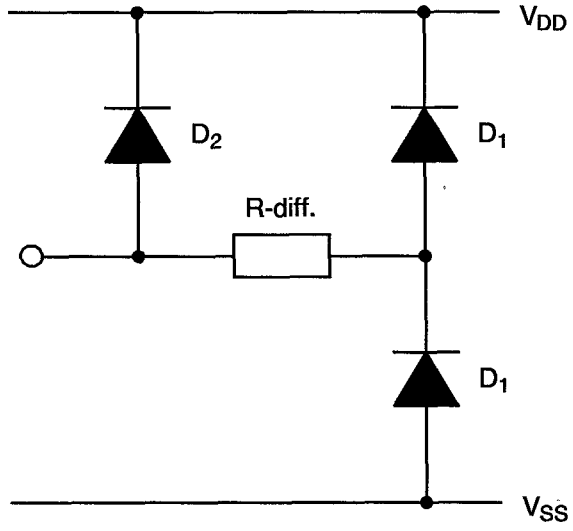 V_DD
D_2
D_1
R-diff.
D_1
V_SS